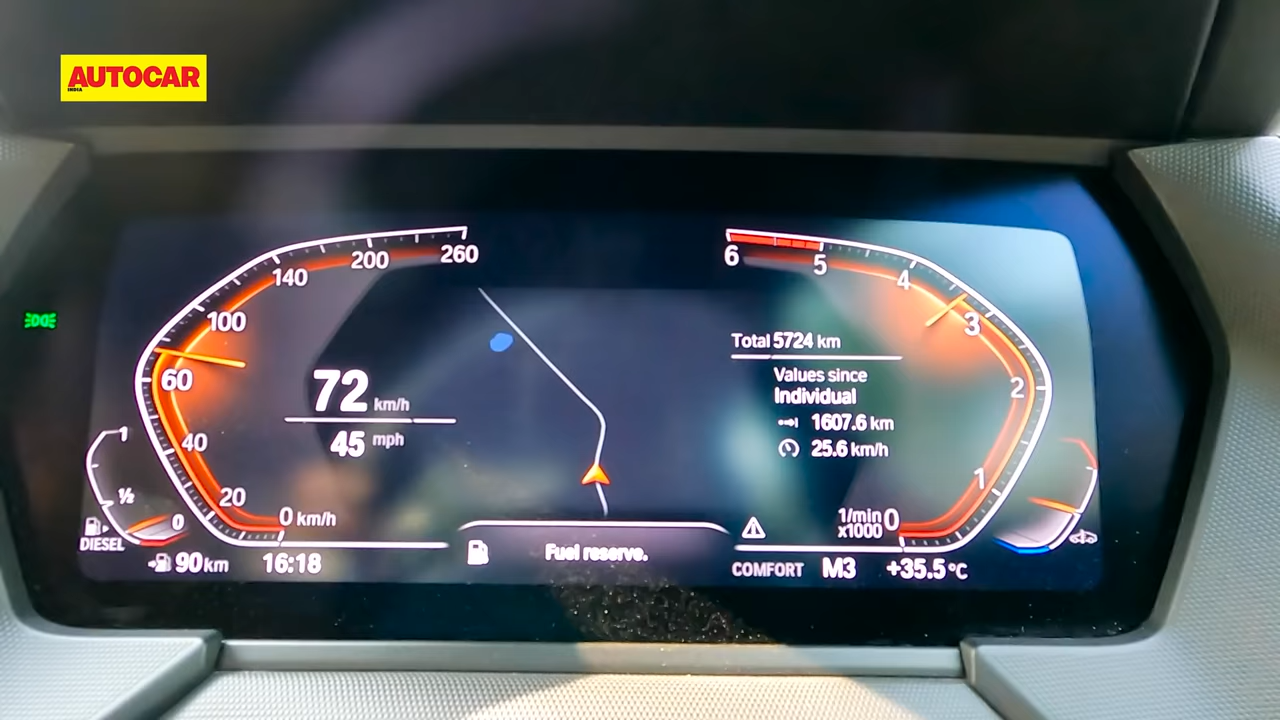 AUTOCAR
INDIA
260
200
140
100
60
40
20
0 km/h
72 km/h
45 mph
1
½
0
DIESEL
90 km
16:18
Fuel reserve.
6
5
4
3
2
1
0
1/min
x1000
Total 5724 km
Values since
Individual
1607.6 km
25.6 km/h
COMFORT M3 +35.5 °C